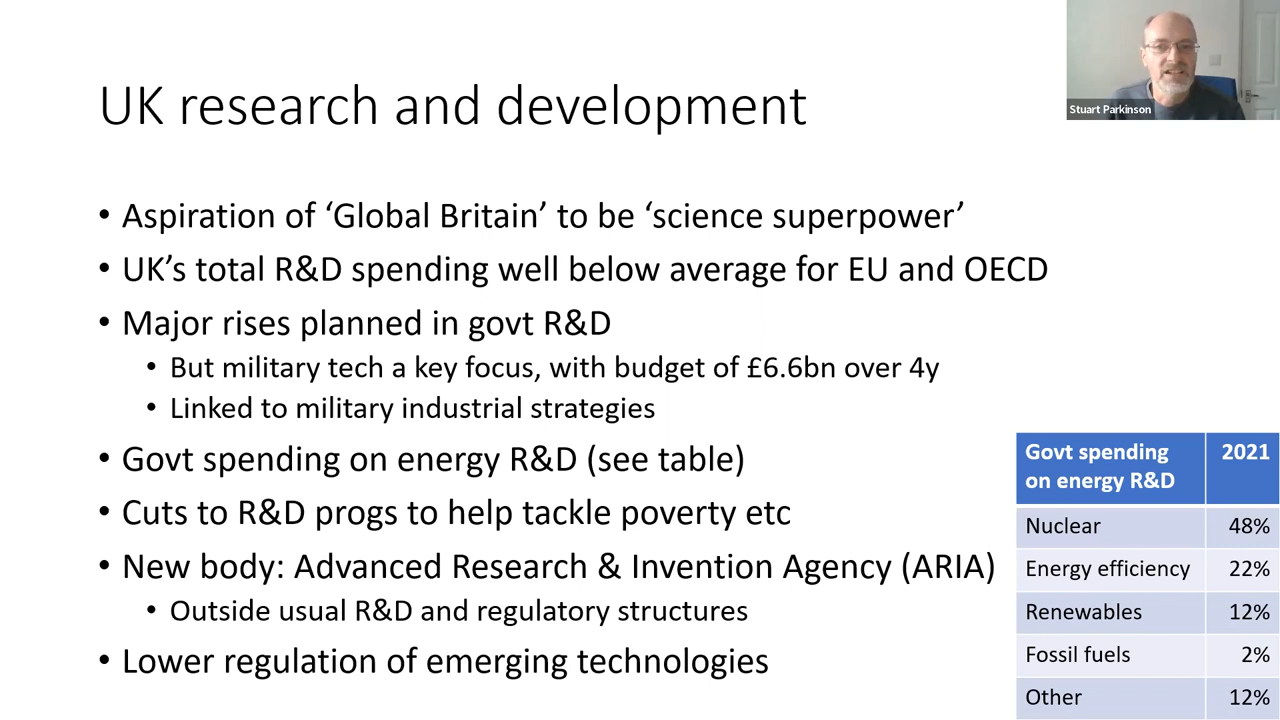 Stuart Parkinson
UK research and development
• Aspiration of ‘Global Britain’ to be ‘science superpower’
• UK’s total R&D spending well below average for EU and OECD
• Major rises planned in govt R&D
• But military tech a key focus, with budget of £6.6bn over 4y
• Linked to military industrial strategies
• Govt spending on energy R&D (see table)
• Cuts to R&D progs to help tackle poverty etc
• New body: Advanced Research & Invention Agency (ARIA)
• Outside usual R&D and regulatory structures
• Lower regulation of emerging technologies
Govt spending on energy R&D 2021
Nuclear 48%
Energy efficiency 22%
Renewables 12%
Fossil fuels 2%
Other 12%